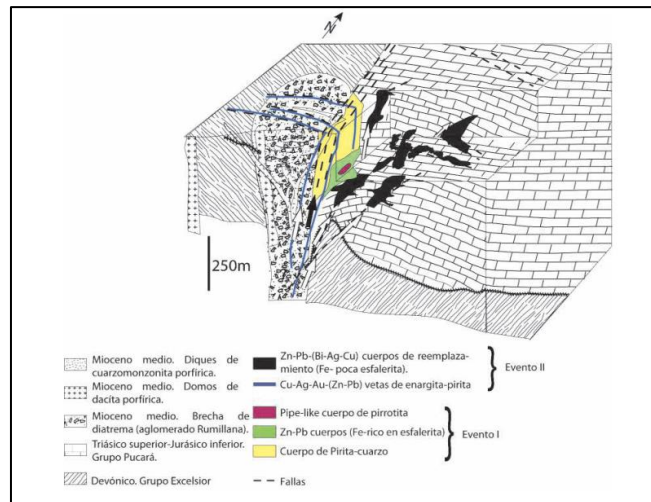 N
250m
Mioceno medio. Diques de
cuarzomonzonita porfírica.
Mioceno medio. Domos de
dacíta porfírica.
Mioceno medio. Brecha de
diatrema (aglomerado Rumillana).
Triásico superior-Jurásico inferior.
Grupo Pucará.
Devónico. Grupo Excelsior
Zn-Pb-(Bi-Ag-Cu) cuerpos de reemplaza-
miento (Fe- poca esfalerita).
Cu-Ag-Au-(Zn-Pb) vetas de enargita-pirita
Evento II
Pipe-like cuerpo de pirrotita
Zn-Pb cuerpos (Fe-rico en esfalerita)
Evento I
Cuerpo de Pirita-cuarzo
Fallas